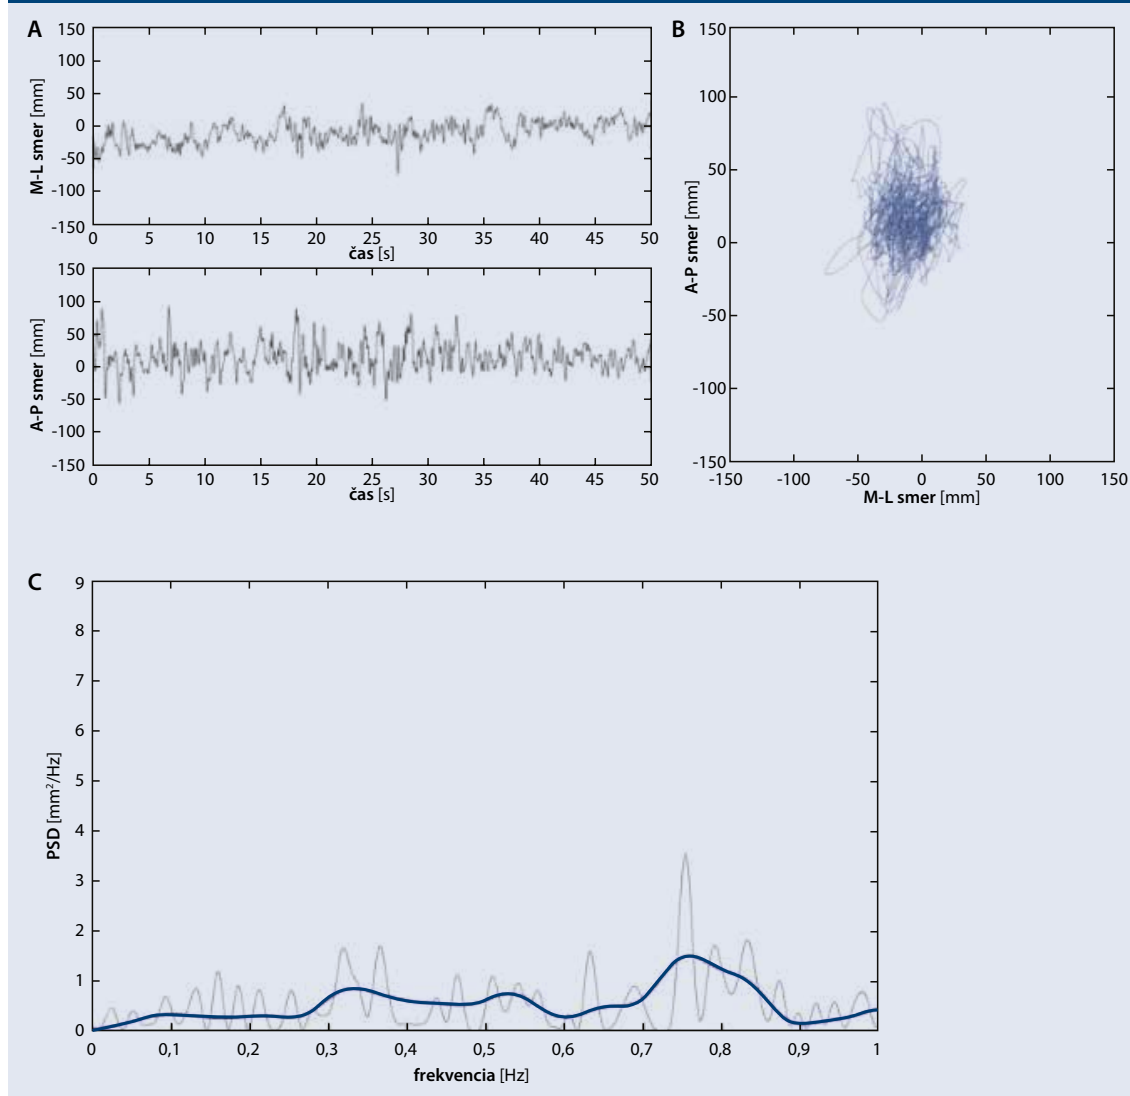 A
150
100
50
0
-50
-100
-150
M-L smer [mm]
0 5 10 15 20 25 30 35 40 45 50
čas [s]
150
100
50
0
-50
-100
-150
A-P smer [mm]
0 5 10 15 20 25 30 35 40 45 50
čas [s]
B
150
100
50
0
-50
-100
-150
A-P smer [mm]
-150 -100 -50 0 50 100 150
M-L smer [mm]
C
9
8
7
6
5
4
3
2
1
0
PSD [mm²/Hz]
0 0,1 0,2 0,3 0,4 0,5 0,6 0,7 0,8 0,9 1
frekvencia [Hz]